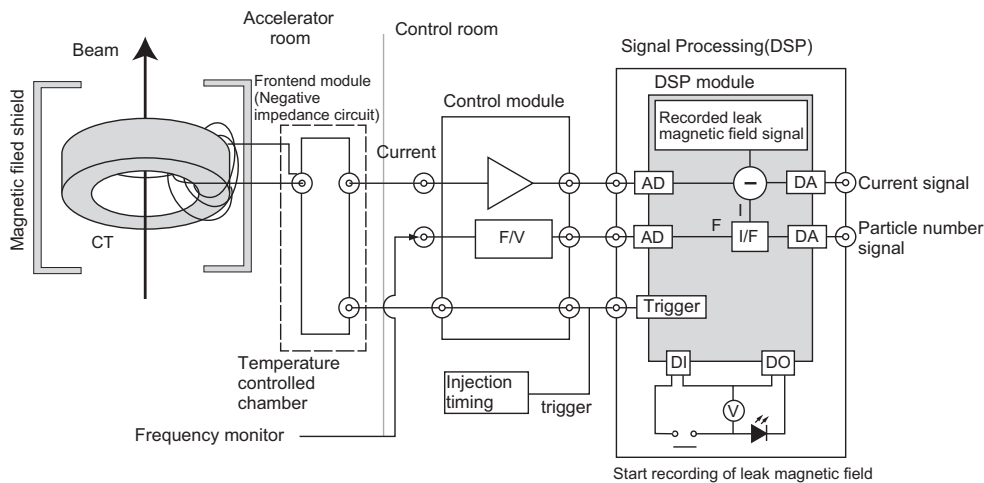 Accelerator
room
Control room
Beam
Magnetic filed shield
CT
Frontend module
(Negative
impedance circuit)
Temperature
controlled
chamber
Frequency monitor
Current
Control module
F/V
Injection
timing
trigger
Signal Processing(DSP)
DSP module
Recorded leak
magnetic field signal
AD
−
DA
Current signal
I
F
AD
I/F
DA
Particle number
signal
Trigger
DI
DO
V
Start recording of leak magnetic field